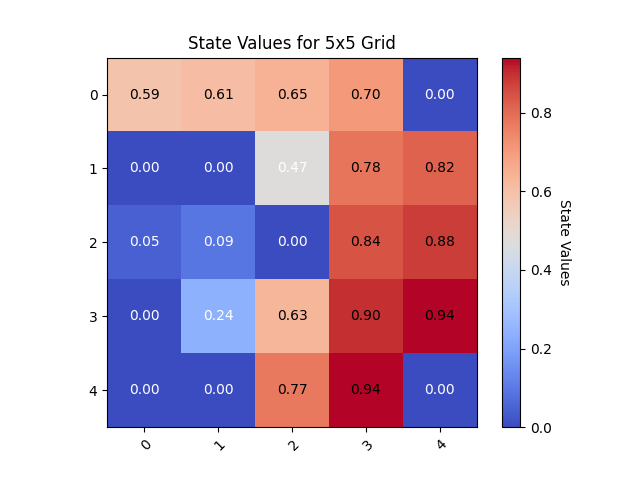 State Values for 5x5 Grid
0 0.59 0.61 0.65 0.70 0.00
1 0.00 0.00 0.47 0.78 0.82
2 0.05 0.09 0.00 0.84 0.88
3 0.00 0.24 0.63 0.90 0.94
4 0.00 0.00 0.77 0.94 0.00
0 1 2 3 4
0.8
0.6
0.4
0.2
0.0
State Values